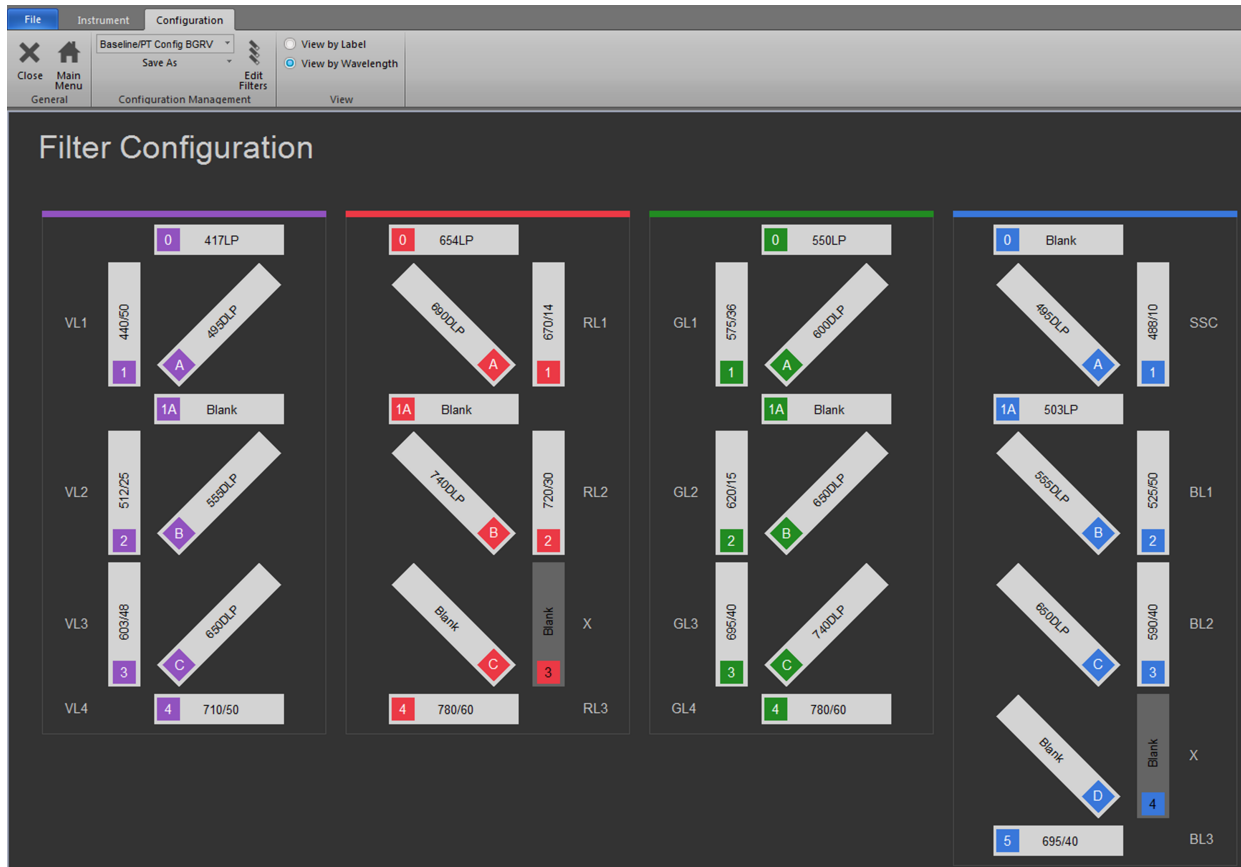 File Instrument Configuration
Baseline/PT Config BGRV
View by Label
Save As
View by Wavelength
Close Main Menu Edit Filters
General Configuration Management View
Filter Configuration
0 417LP
VL1 440/50 1
495DLP A
1A Blank
VL2 512/25 2
555DLP B
VL3 603/48 3
650DLP C
VL4 4 710/50
0 654LP
690DLP A
670/14 1 RL1
1A Blank
740DLP B
720/30 2 RL2
Blank C
Blank 3 X
4 780/60 RL3
0 550LP
GL1 575/36 1
600DLP A
1A Blank
GL2 620/15 2
650DLP B
GL3 695/40 3
740DLP C
GL4 4 780/60
0 Blank
495DLP A
488/10 1 SSC
1A 503LP
555DLP B
525/50 2 BL1
650DLP C
590/40 3 BL2
Blank D
Blank 4 X
5 695/40 BL3